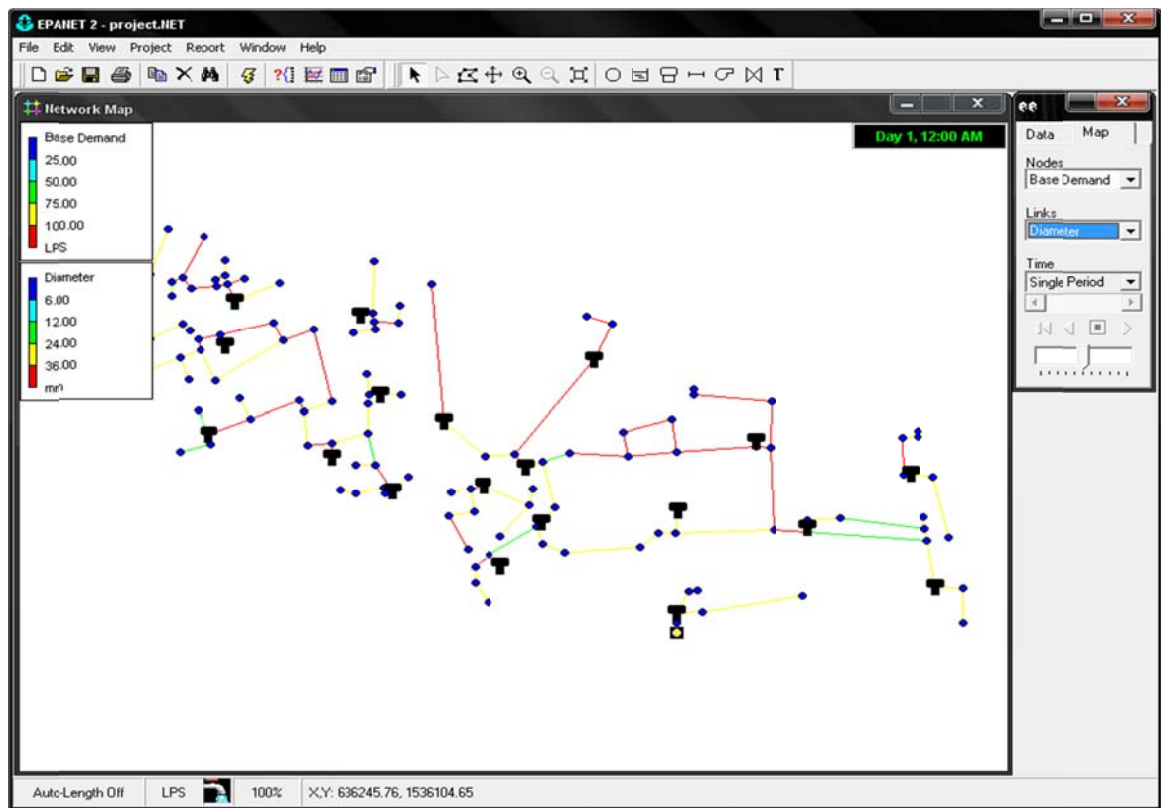 EPANET 2 - project.NET
File Edit View Project Report Window Help
T
Network Map
Day 1, 12:00 AM
Base Demand
25.00
50.00
75.00
100.00
LPS
Diameter
6.00
12.00
24.00
36.00
Data Map
Nodes
Base Demand
Links
Diameter
Time
Single Period
Auto-Length Off LPS 100% X,Y: 636245.76, 1536104.65